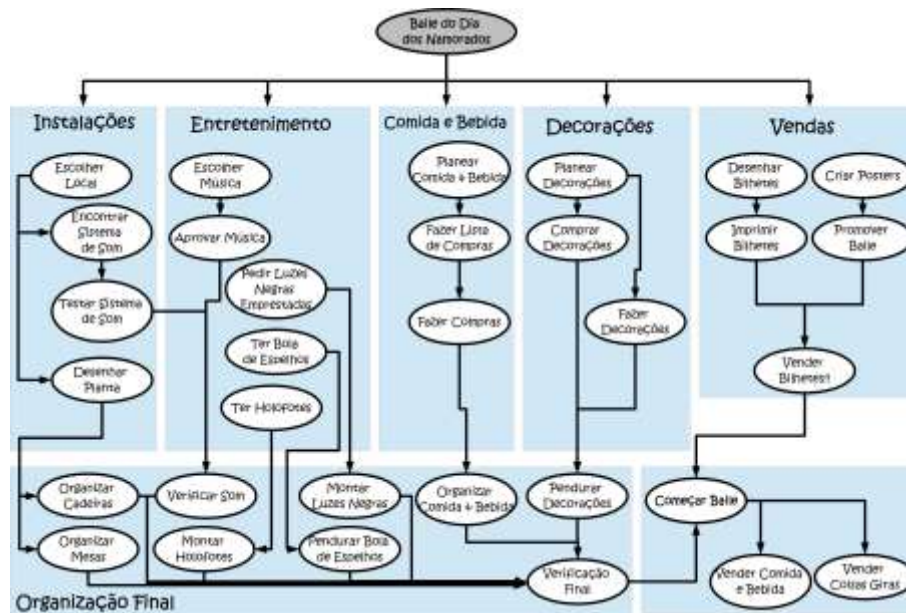 Baile do Dia
dos Namorados
Instalações
Entretenimento
Comida e Bebida
Decorações
Vendas
Escolher
Local
Encontrar
Sistema
de Som
Testar Sistema
de Som
Desenhar
Planta
Escolher
Música
Aprovar Música
Pedir Luzes
Negras
Emprestadas
Ter Bola
de Espelhos
Ter Holofotes
Planear
Comida & Bebida
Fazer Lista
de Compras
Fazer Compras
Planear
Decorações
Comprar
Decorações
Fazer
Decorações
Desenhar
Bilhetes
Criar Posters
Imprimir
Bilhetes
Promover
Baile
Vender
Bilhetes!!
Organizar
Cadeiras
Verificar Som
Montar
Luzes Negras
Organizar
Comida & Bebida
Pendurar
Decorações
Começar Baile
Organizar
Mesas
Montar
Holofotes
Pendurar Bola
de Espelhos
Verificação
Final
Vender Comida
e Bebida
Vender
Coisas Giras
Organização Final